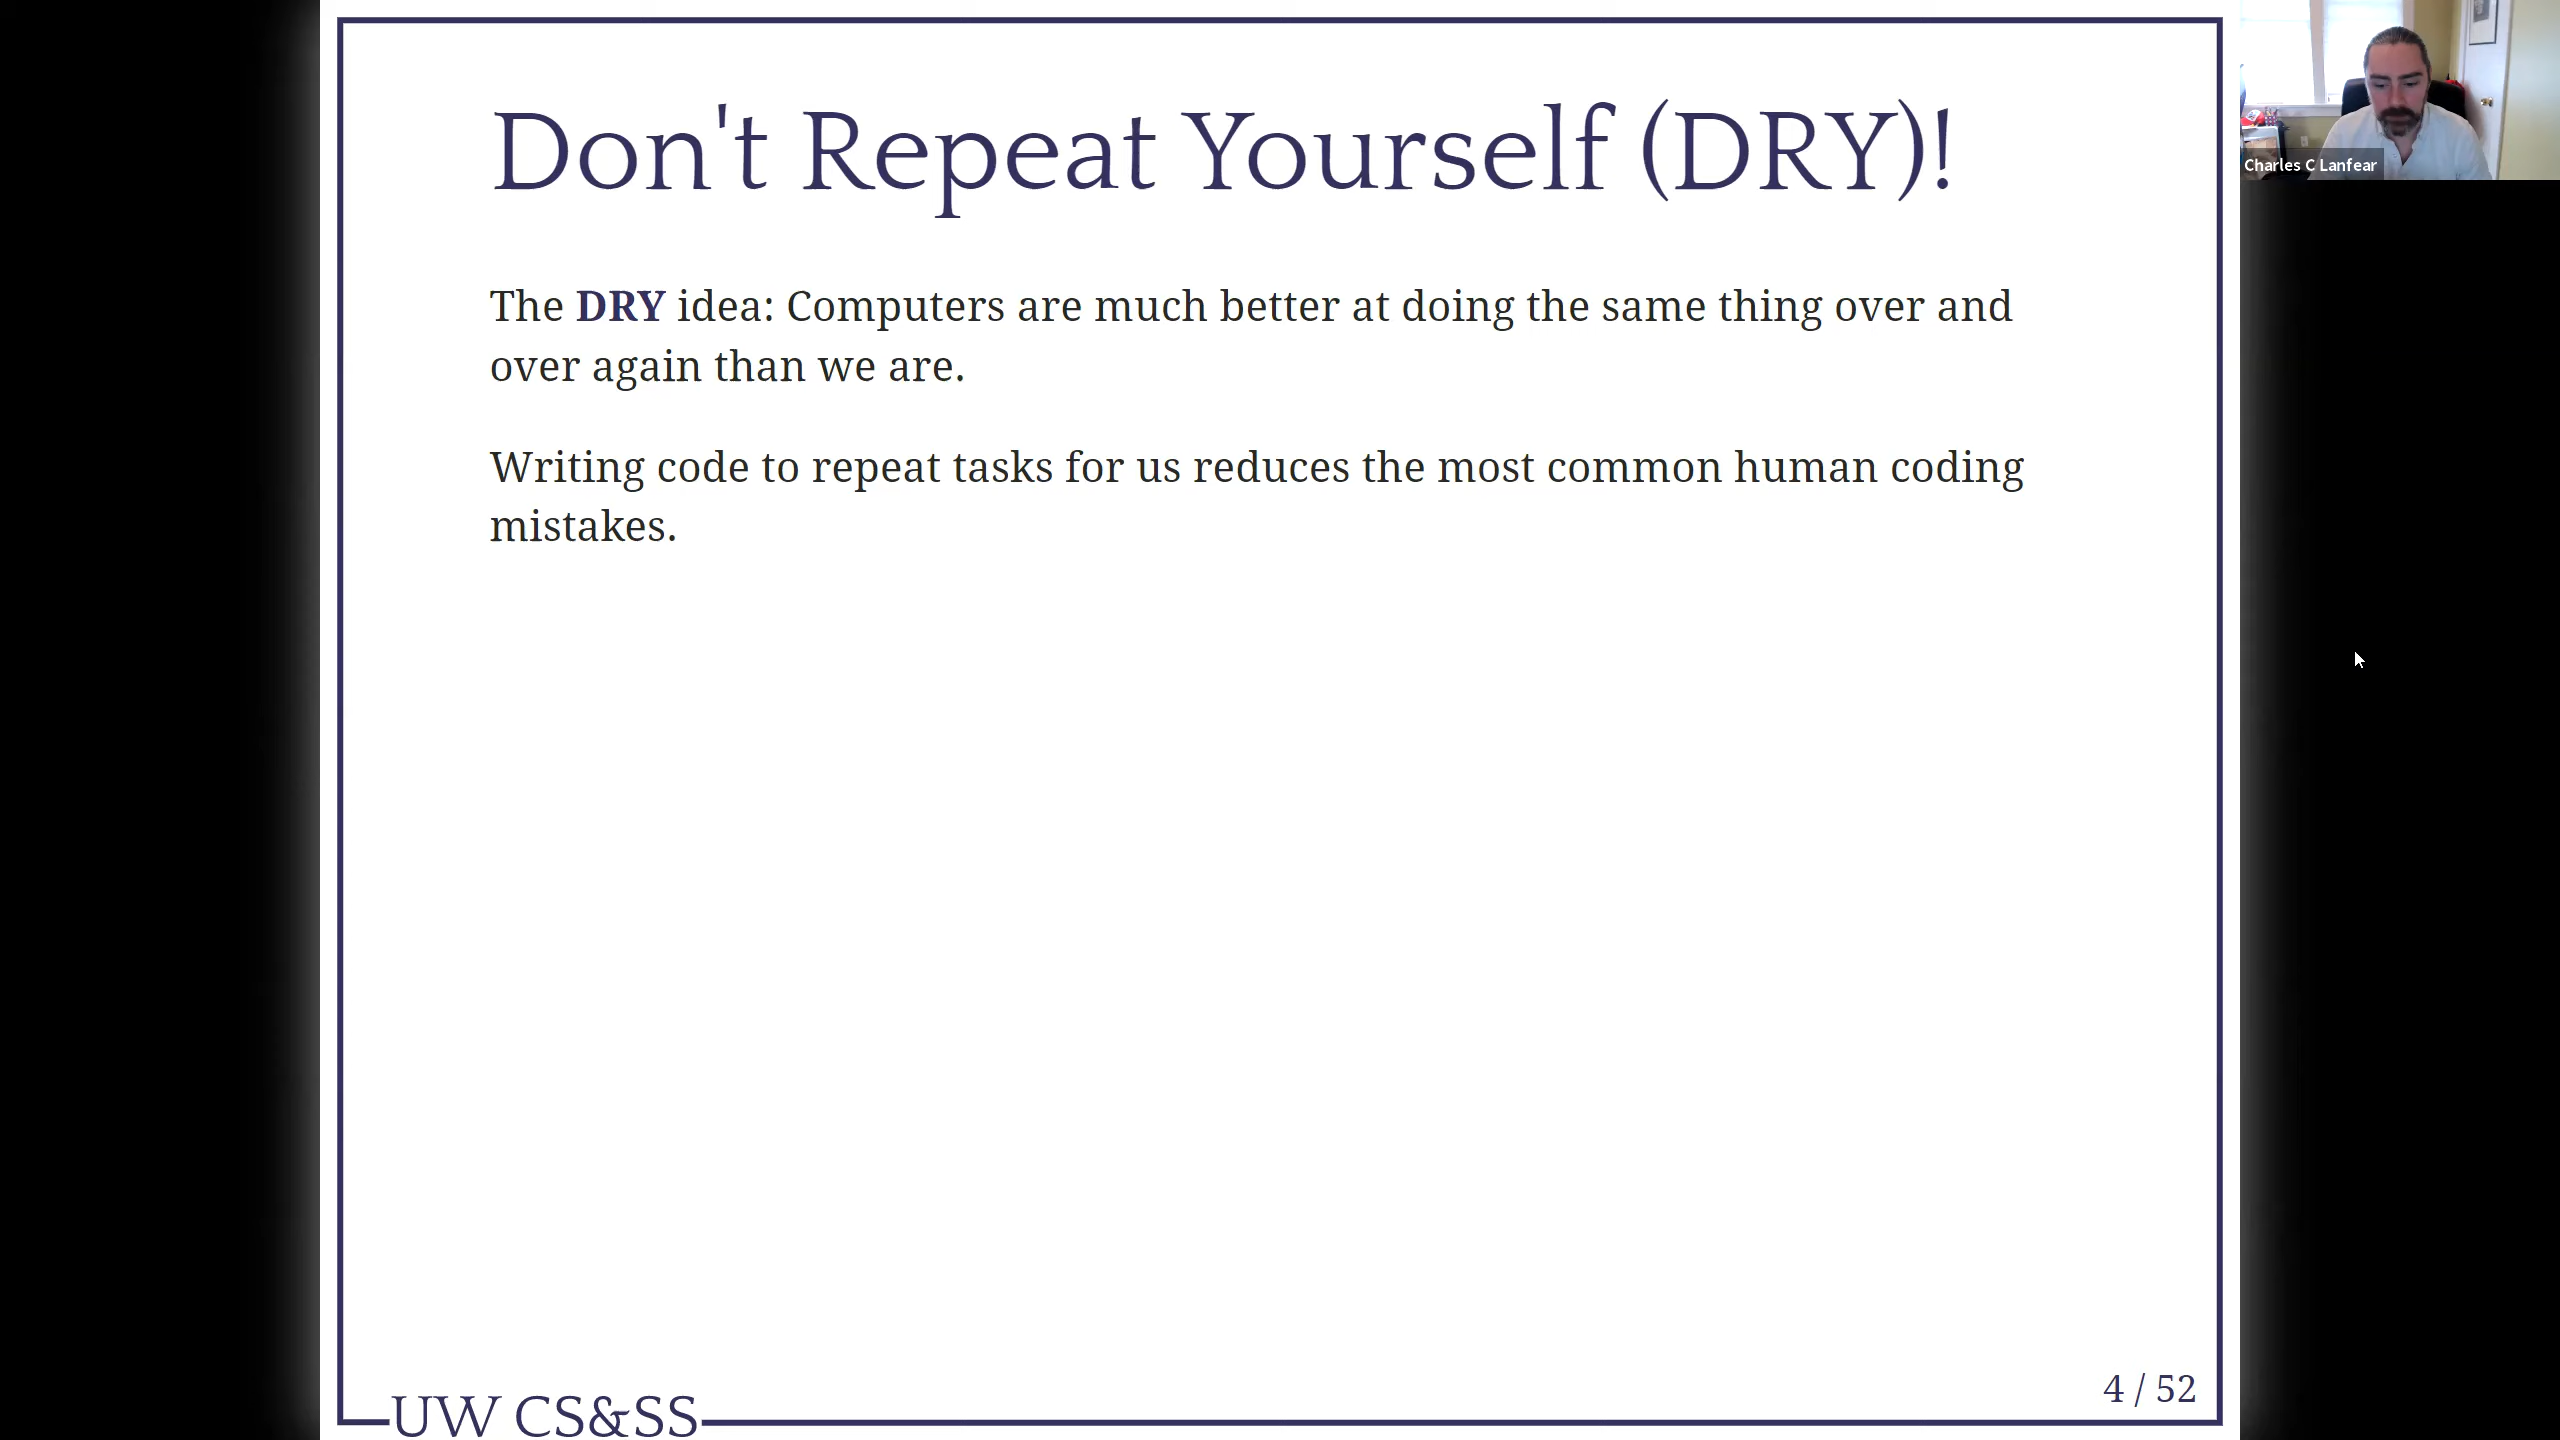 Don't Repeat Yourself (DRY)!
Charles C Lanfear
The DRY idea: Computers are much better at doing the same thing over and
over again than we are.
Writing code to repeat tasks for us reduces the most common human coding
mistakes.
4 / 52
UW CS&SS